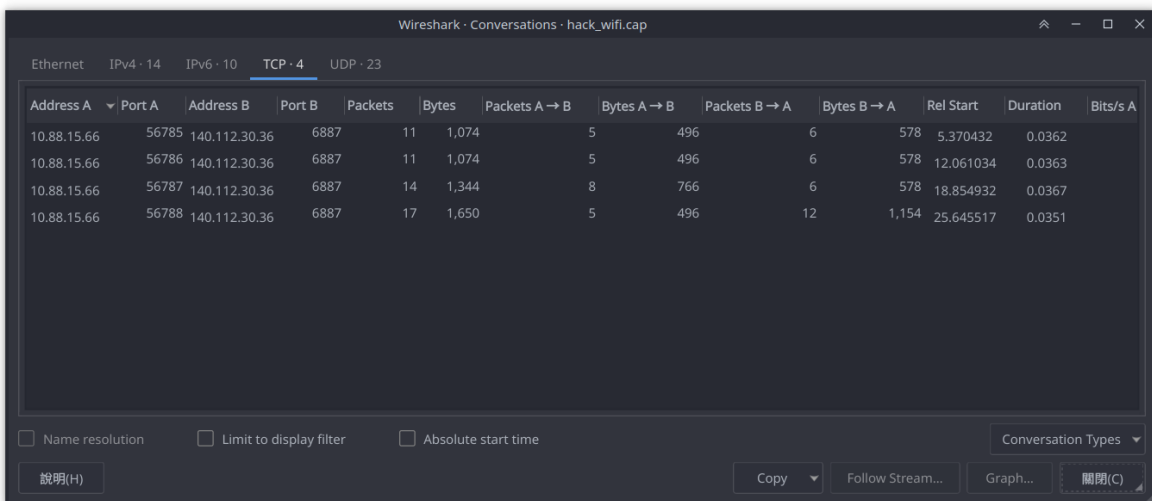 Wireshark · Conversations · hack_wifi.cap
Ethernet IPv4 · 14 IPv6 · 10 TCP · 4 UDP · 23
Address A Port A Address B Port B Packets Bytes Packets A → B Bytes A → B Packets B → A Bytes B → A Rel Start Duration Bits/s A
10.88.15.66 56785 140.112.30.36 6887 11 1,074 5 496 6 578 5.370432 0.0362
10.88.15.66 56786 140.112.30.36 6887 11 1,074 5 496 6 578 12.061034 0.0363
10.88.15.66 56787 140.112.30.36 6887 14 1,344 8 766 6 578 18.854932 0.0367
10.88.15.66 56788 140.112.30.36 6887 17 1,650 5 496 12 1,154 25.645517 0.0351
Name resolution Limit to display filter Absolute start time Conversation Types
說明(H) Copy Follow Stream... Graph... 關閉(C)